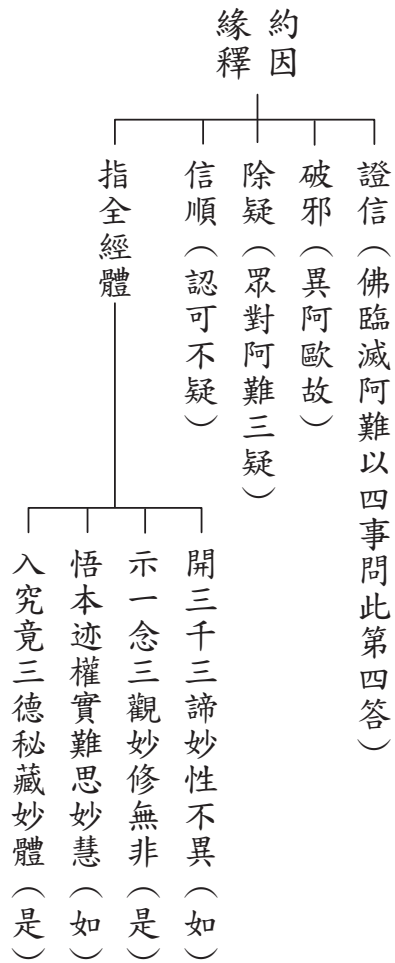 約因
緣釋
證信（佛臨滅阿難以四事問此第四答）
破邪（異阿歐故）
除疑（眾對阿難三疑）
信順（認可不疑）
指全經體
開三千三諦妙性不異（如）
示一念三觀妙修無非（是）
悟本迹權實難思妙慧（如）
入究竟三德秘藏妙體（是）